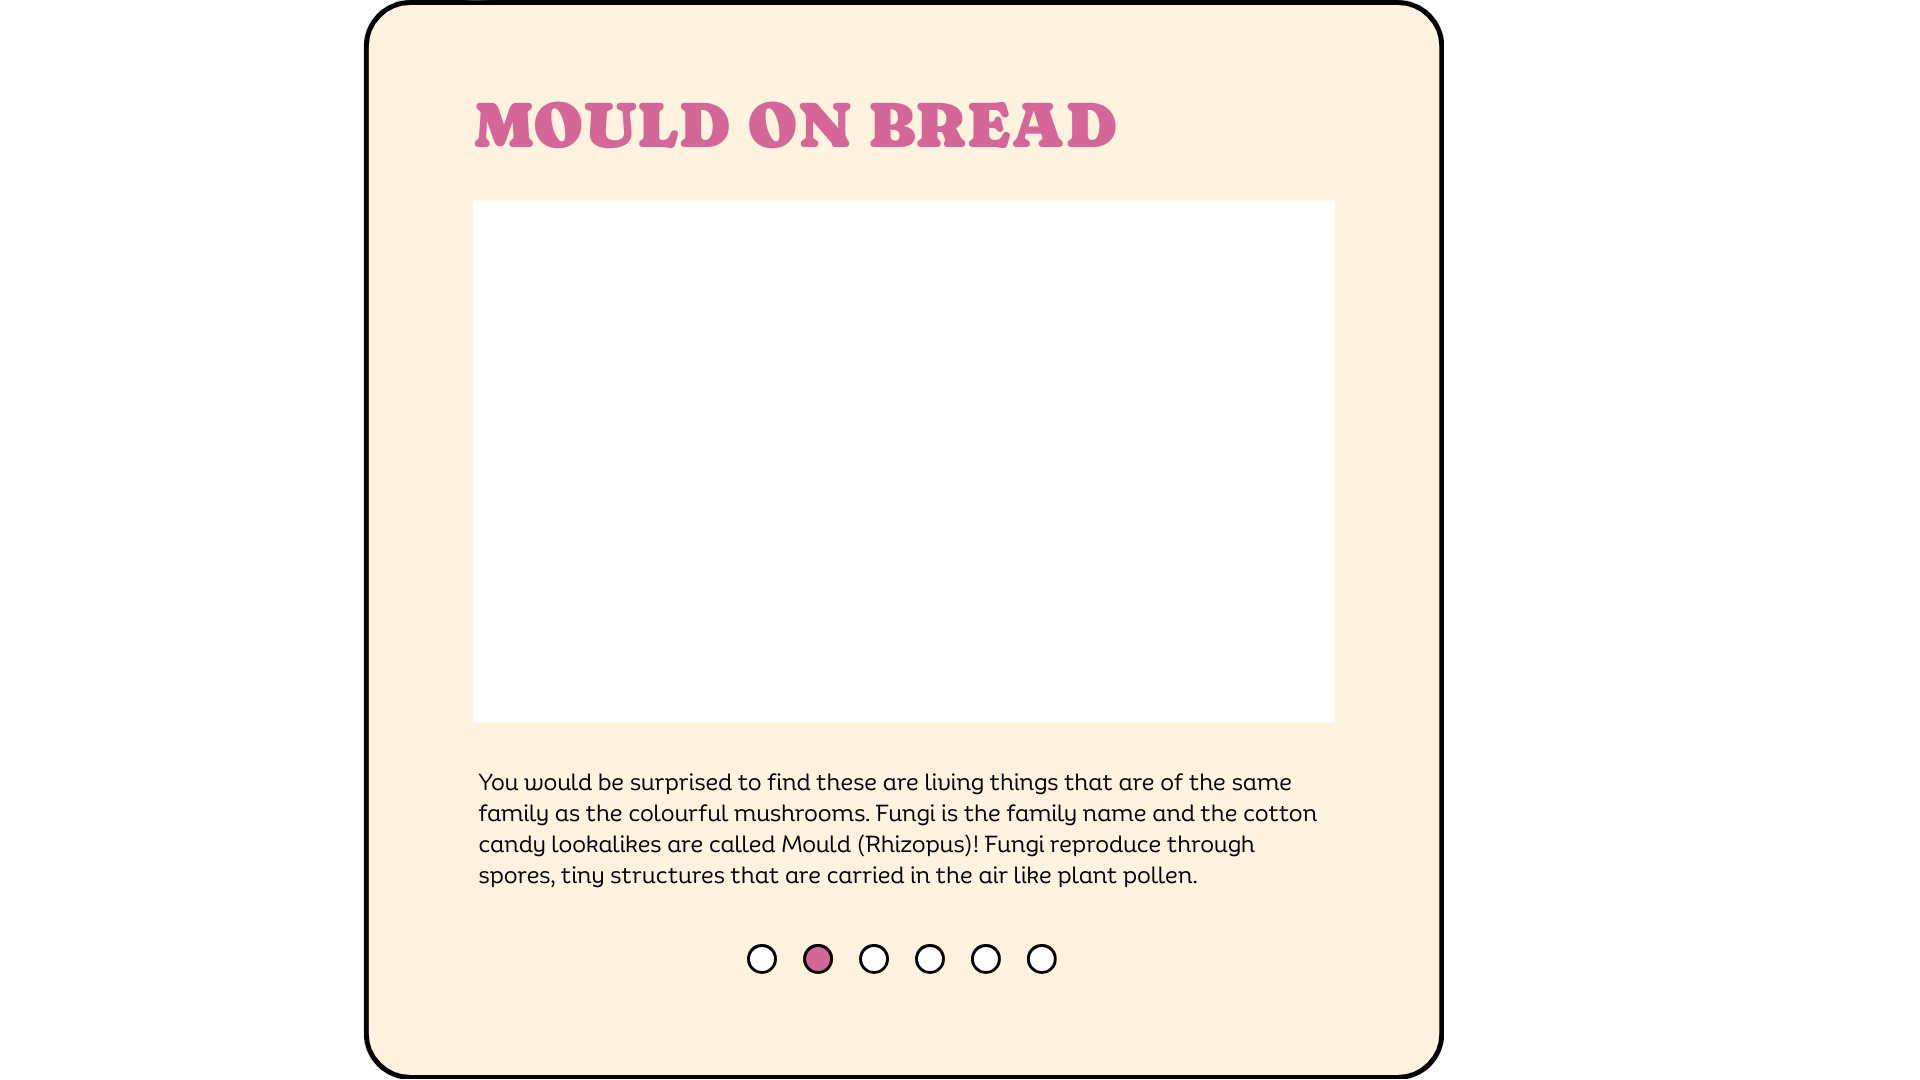 MOULD ON BREAD
You would be surprised to find these are living things that are of the same
family as the colourful mushrooms. Fungi is the family name and the cotton
candy lookalikes are called Mould (Rhizopus)! Fungi reproduce through
spores, tiny structures that are carried in the air like plant pollen.